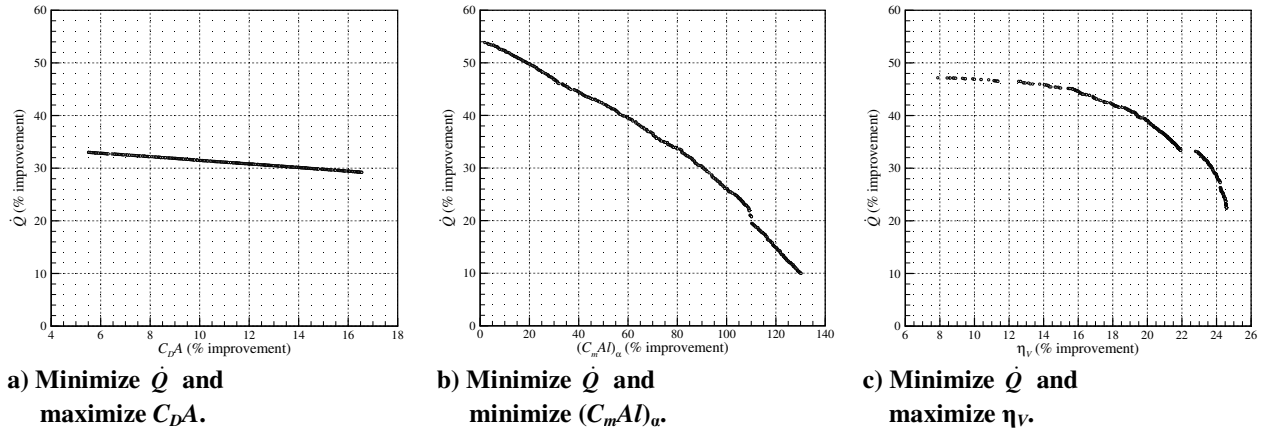 60
50
40
30
20
10
0
Q̇ (% improvement)
4 6 8 10 12 14 16 18
C_DA (% improvement)
a) Minimize Q̇ and
maximize C_DA.
60
50
40
30
20
10
0
Q̇ (% improvement)
0 20 40 60 80 100 120 140
(C_mAl)_α (% improvement)
b) Minimize Q̇ and
minimize (C_mAl)_α.
60
50
40
30
20
10
0
Q̇ (% improvement)
6 8 10 12 14 16 18 20 22 24 26
η_V (% improvement)
c) Minimize Q̇ and
maximize η_V.